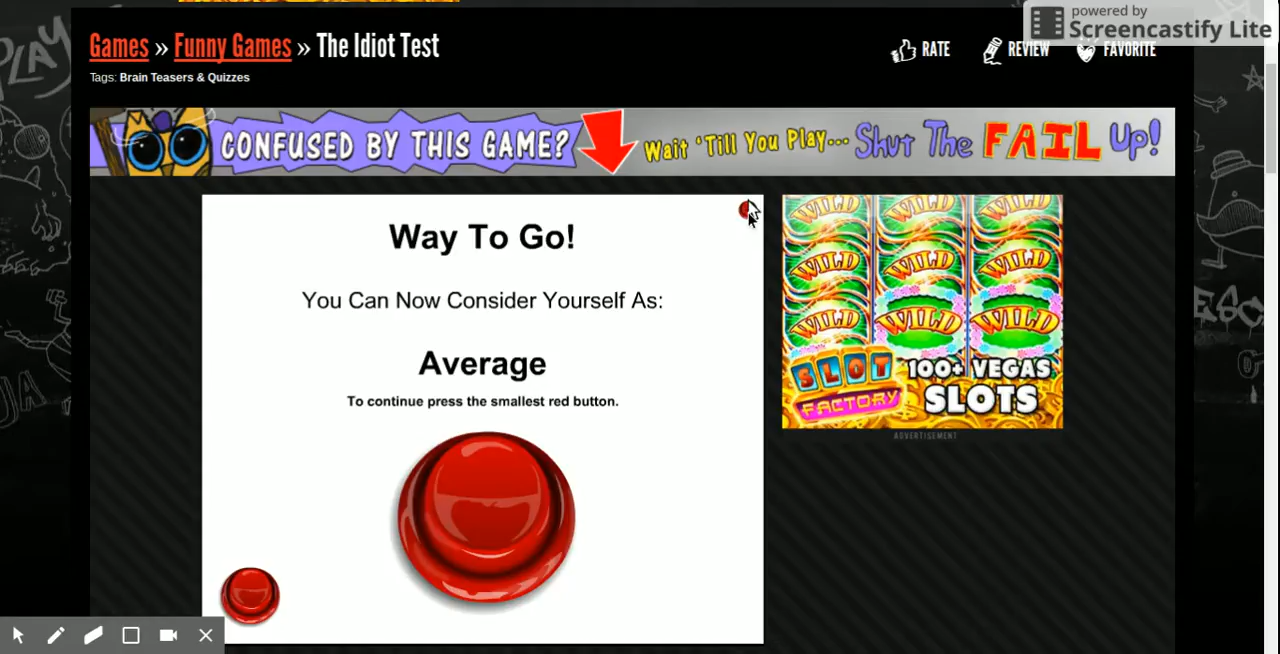 powered by
Screencastify Lite
Games » Funny Games » The Idiot Test
RATE
REVIEW
FAVORITE
Tags: Brain Teasers & Quizzes
CONFUSED BY THIS GAME?
Wait 'Till You Play... Shut The FAIL Up!
Way To Go!
You Can Now Consider Yourself As:
Average
To continue press the smallest red button.
WILD WILD WILD
WILD WILD WILD
WILD WILD WILD
SLOT
FACTORY
100+ VEGAS
SLOTS
ADVERTISEMENT
PLAY